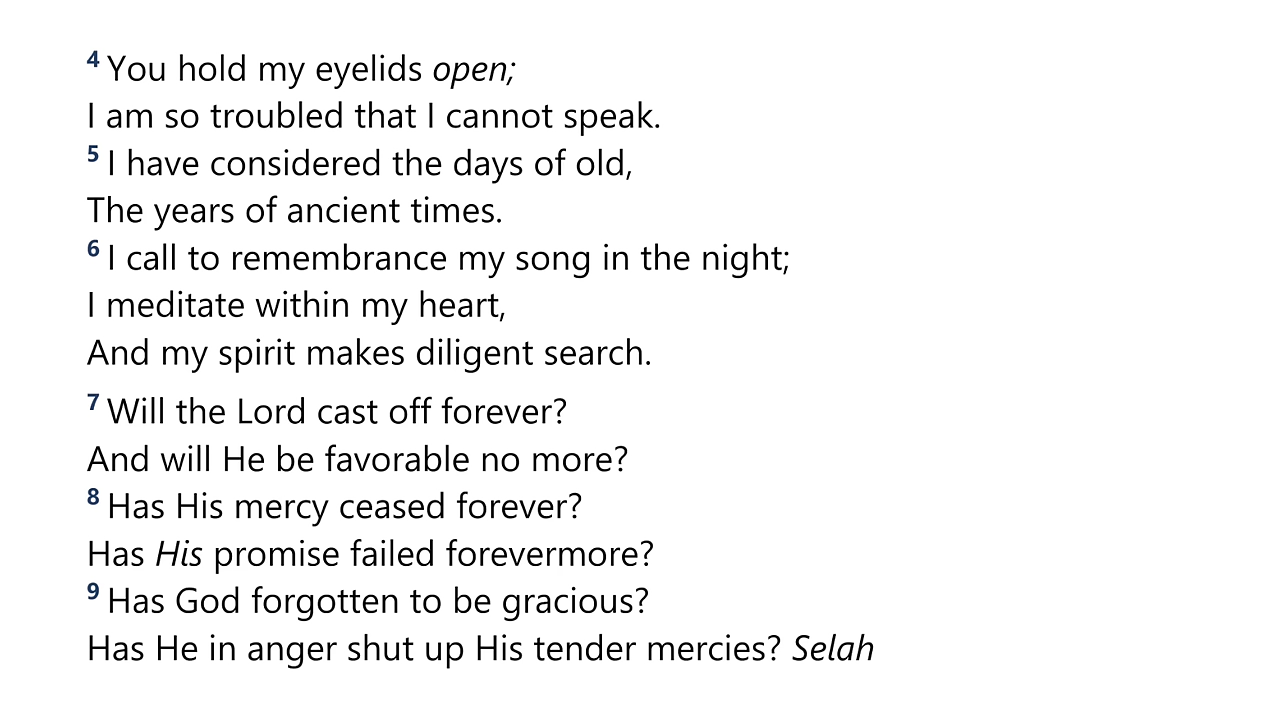 4 You hold my eyelids open;
I am so troubled that I cannot speak.
5 I have considered the days of old,
The years of ancient times.
6 I call to remembrance my song in the night;
I meditate within my heart,
And my spirit makes diligent search.
7 Will the Lord cast off forever?
And will He be favorable no more?
8 Has His mercy ceased forever?
Has His promise failed forevermore?
9 Has God forgotten to be gracious?
Has He in anger shut up His tender mercies? Selah